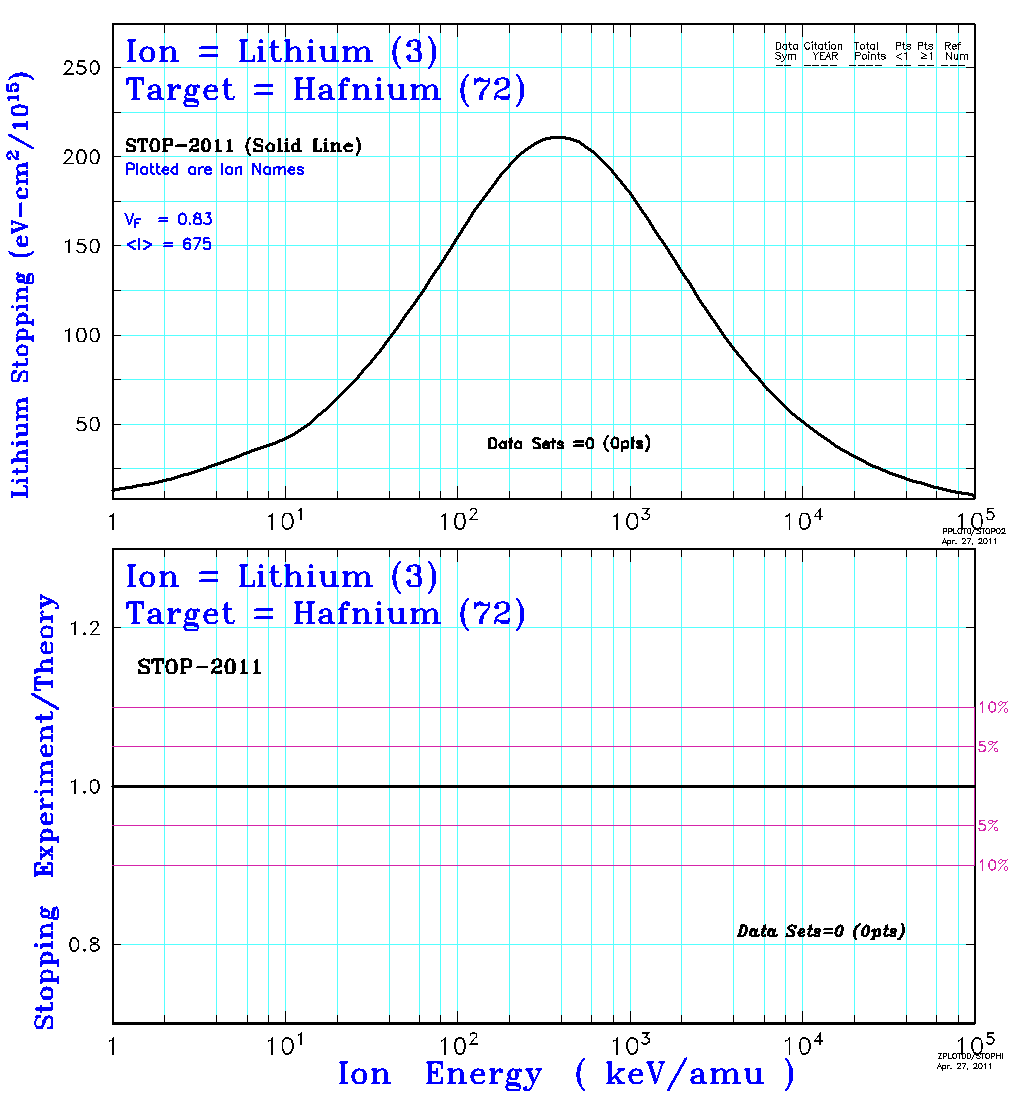 Ion = Lithium (3)
Target = Hafnium (72)
STOP-2011 (Solid Line)
Plotted are Ion Names
VF = 0.83
<I> = 675
Data Citation Total Pts Pts Ref
Sym YEAR Points <1 ≥1 Num
Lithium Stopping (eV-cm²/10¹⁵)
250
200
150
100
50
Data Sets =0 (0pts)
1 10¹ 10² 10³ 10⁴ 10⁵
PPLOT0/STOP02
Apr. 27, 2011
Ion = Lithium (3)
Target = Hafnium (72)
STOP-2011
Stopping Experiment/Theory
1.2
1.0
0.8
10%
5%
5%
10%
Data Sets=0 (0pts)
1 10¹ 10² 10³ 10⁴ 10⁵
Ion Energy ( keV/amu )
ZPLOT0D/STOPHI
Apr. 27, 2011